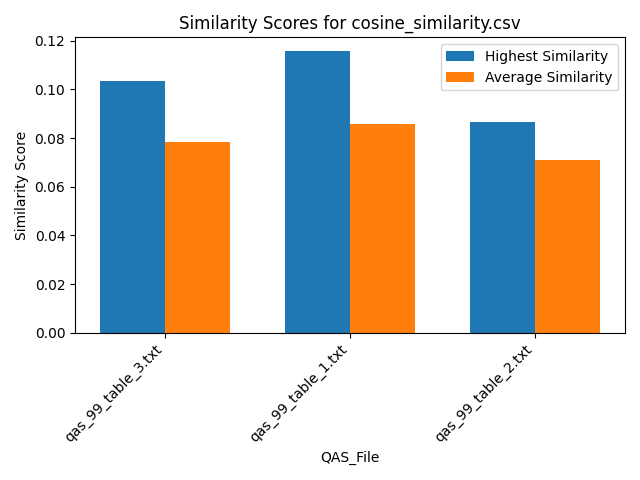 Similarity Scores for cosine_similarity.csv
Highest Similarity
Average Similarity
Similarity Score
0.12
0.10
0.08
0.06
0.04
0.02
0.00
qas_99_table_3.txt
qas_99_table_1.txt
qas_99_table_2.txt
QAS_File